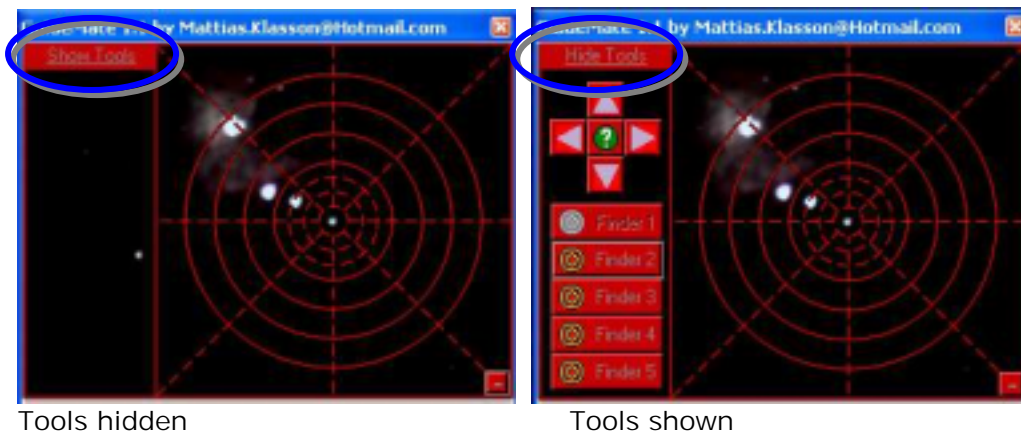 by Mattias.Klasson@Hotmail.com
Show Tools
Tools hidden
by Mattias.Klasson@Hotmail.com
Hide Tools
?
Finder 1
Finder 2
Finder 3
Finder 4
Finder 5
Tools shown